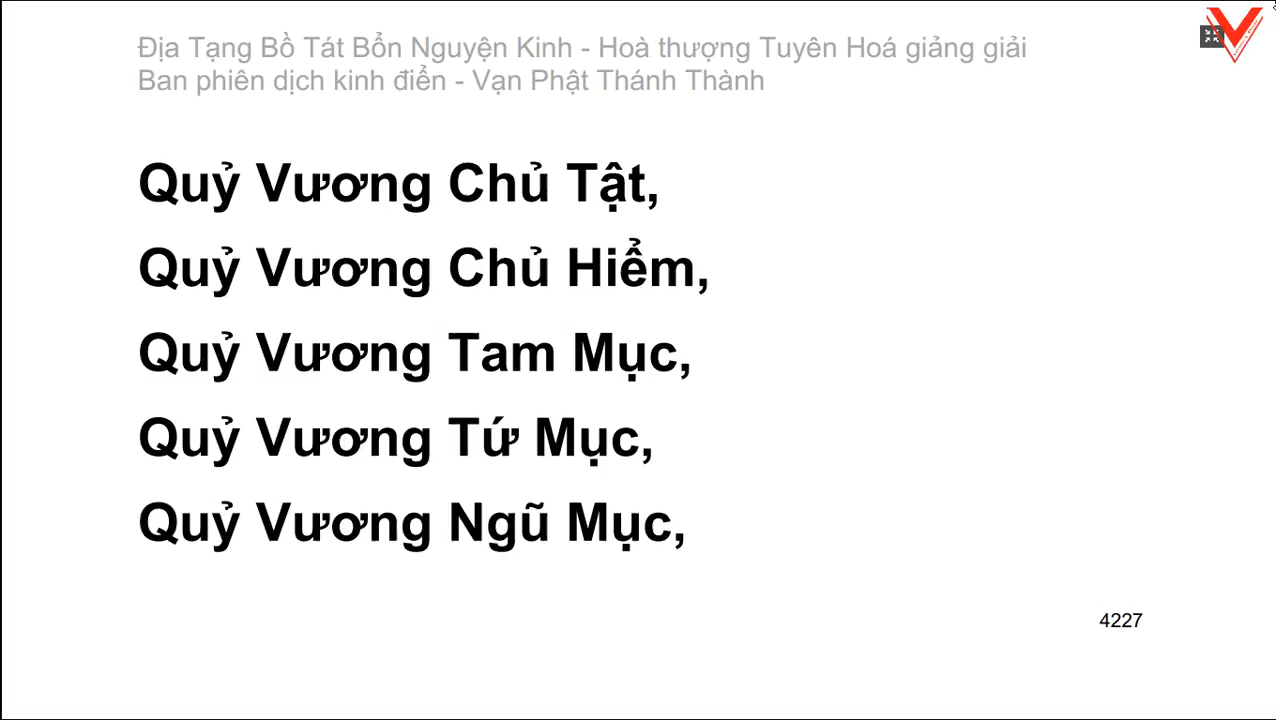 Địa Tạng Bồ Tát Bổn Nguyện Kinh - Hoà thượng Tuyên Hoá giảng giải
Ban phiên dịch kinh điển - Vạn Phật Thánh Thành
Quỷ Vương Chủ Tật,
Quỷ Vương Chủ Hiểm,
Quỷ Vương Tam Mục,
Quỷ Vương Tứ Mục,
Quỷ Vương Ngũ Mục,
4227